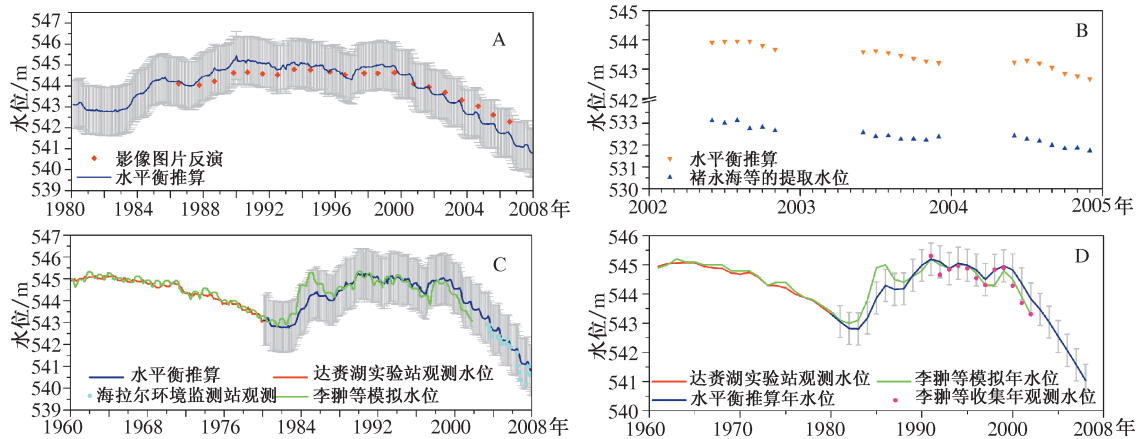 547
546
545
544
543
542
541
540
539
水位/m
A
影像图片反演
水平衡推算
1980
1984
1988
1992
1996
2000
2004
2008年
545
544
543
542
533
532
531
530
水位/m
B
水平衡推算
褚永海等的提取水位
2002
2003
2004
2005年
547
546
545
544
543
542
541
540
539
水位/m
C
水平衡推算
达赉湖实验站观测水位
海拉尔环境监测站观测
李翀等模拟水位
1960
1968
1976
1984
1992
2000
2008年
546
545
544
543
542
541
540
水位/m
D
达赉湖实验站观测水位
李翀等模拟年水位
水平衡推算年水位
李翀等收集年观测水位
1960
1970
1980
1990
2000
2008年